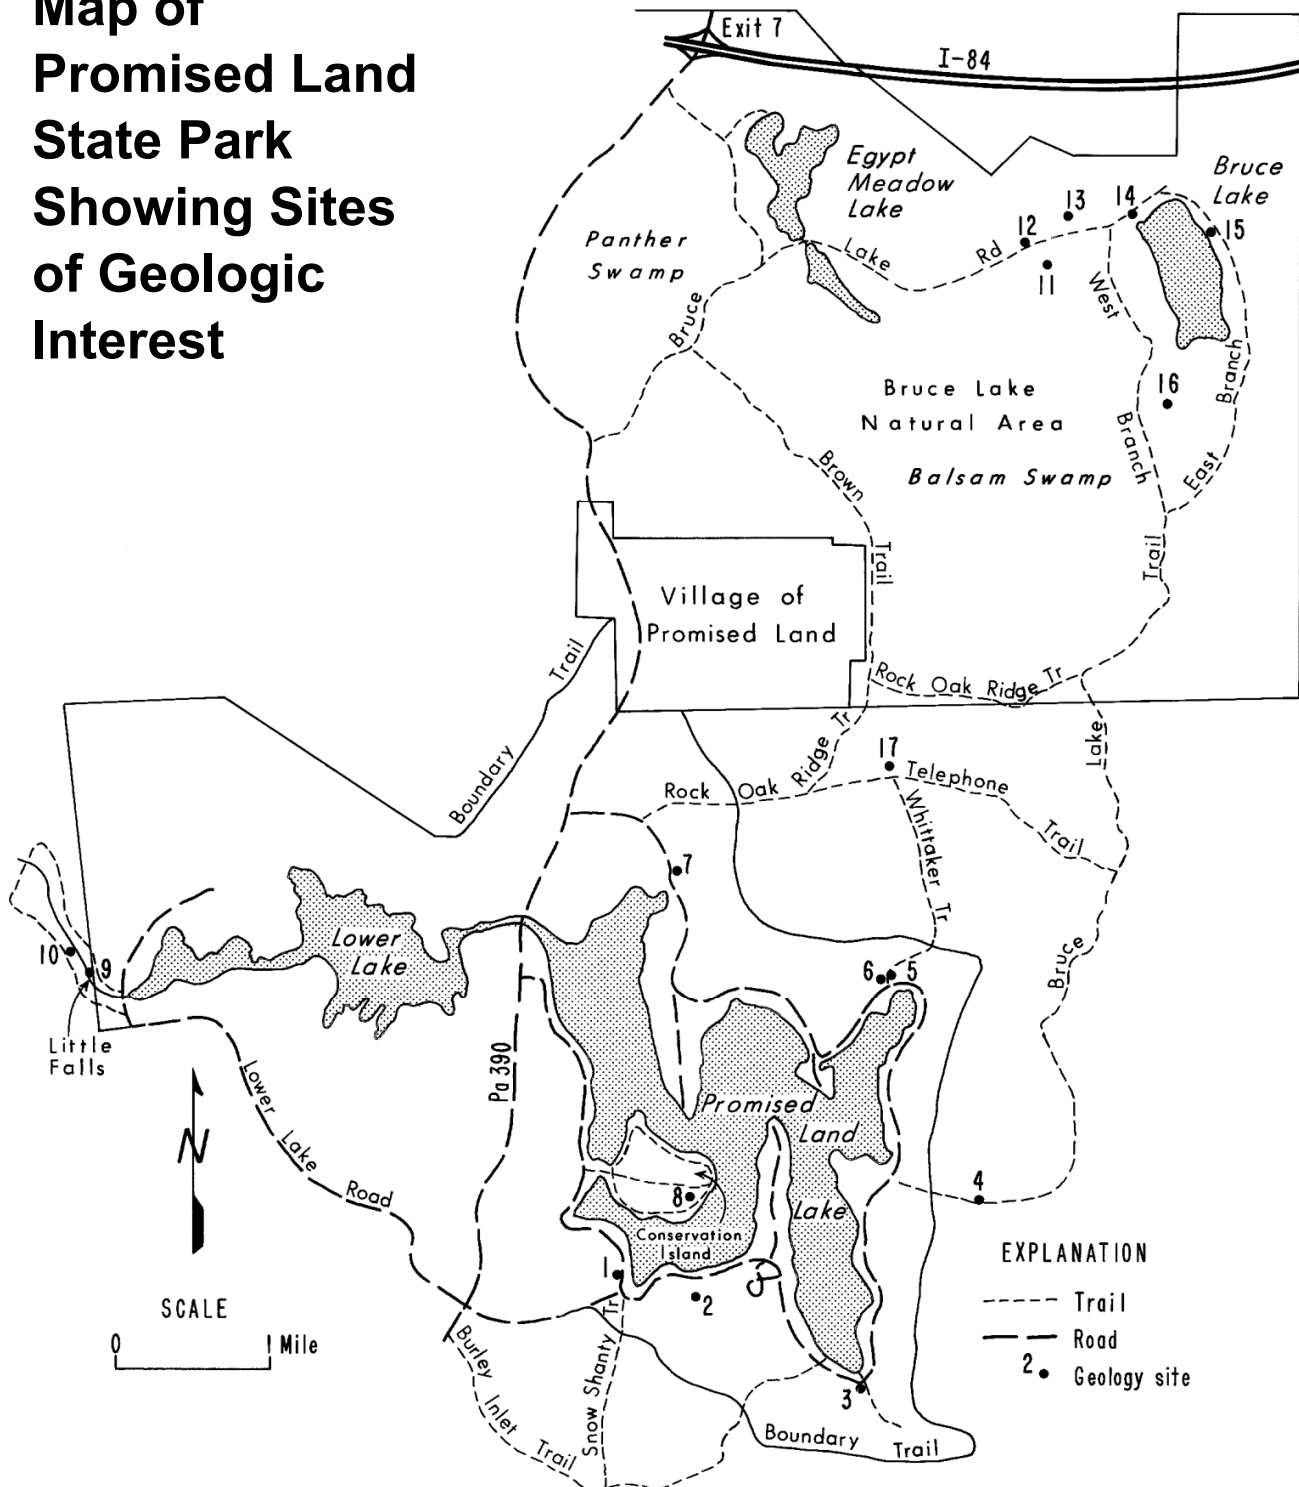 Map of
Promised Land
State Park
Showing Sites
of Geologic
Interest
Exit 7
I-84
Egypt
Meadow
Lake
Bruce
Lake
13
14
12
15
11
Panther
Swamp
Bruce
Lake
Rd
West
Branch
16
Bruce Lake
Natural Area
Balsam Swamp
Branch
East
Brown
Trail
Trail
Village of
Promised Land
Trail
Boundary
Rock Oak Ridge Tr
Lake
Rock Oak Ridge Tr
17
Telephone
Trail
Whittaker Tr
7
Lower
Lake
10
9
6
5
Bruce
Little
Falls
Pa 390
Lower
Lake
Road
N
Promised
Land
Lake
4
8
Conservation
Island
1
2
3
SCALE
0
1 Mile
EXPLANATION
Trail
Road
2
Geology site
Burley
Inlet
Trail
Snow Shanty Tr
Boundary
Trail